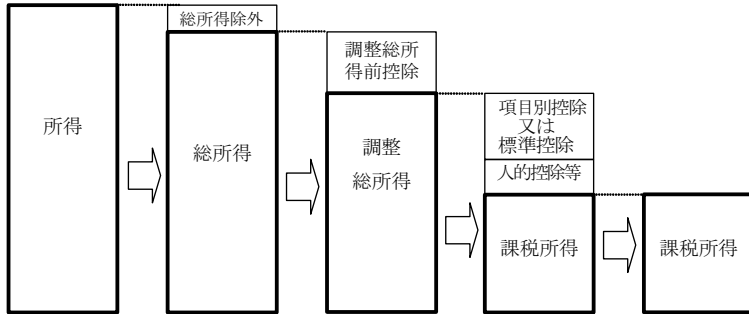 総所得除外
調整総所
得前控除
項目別控除
又は
標準控除
人的控除等
所得
総所得
調整
総所得
課税所得
課税所得